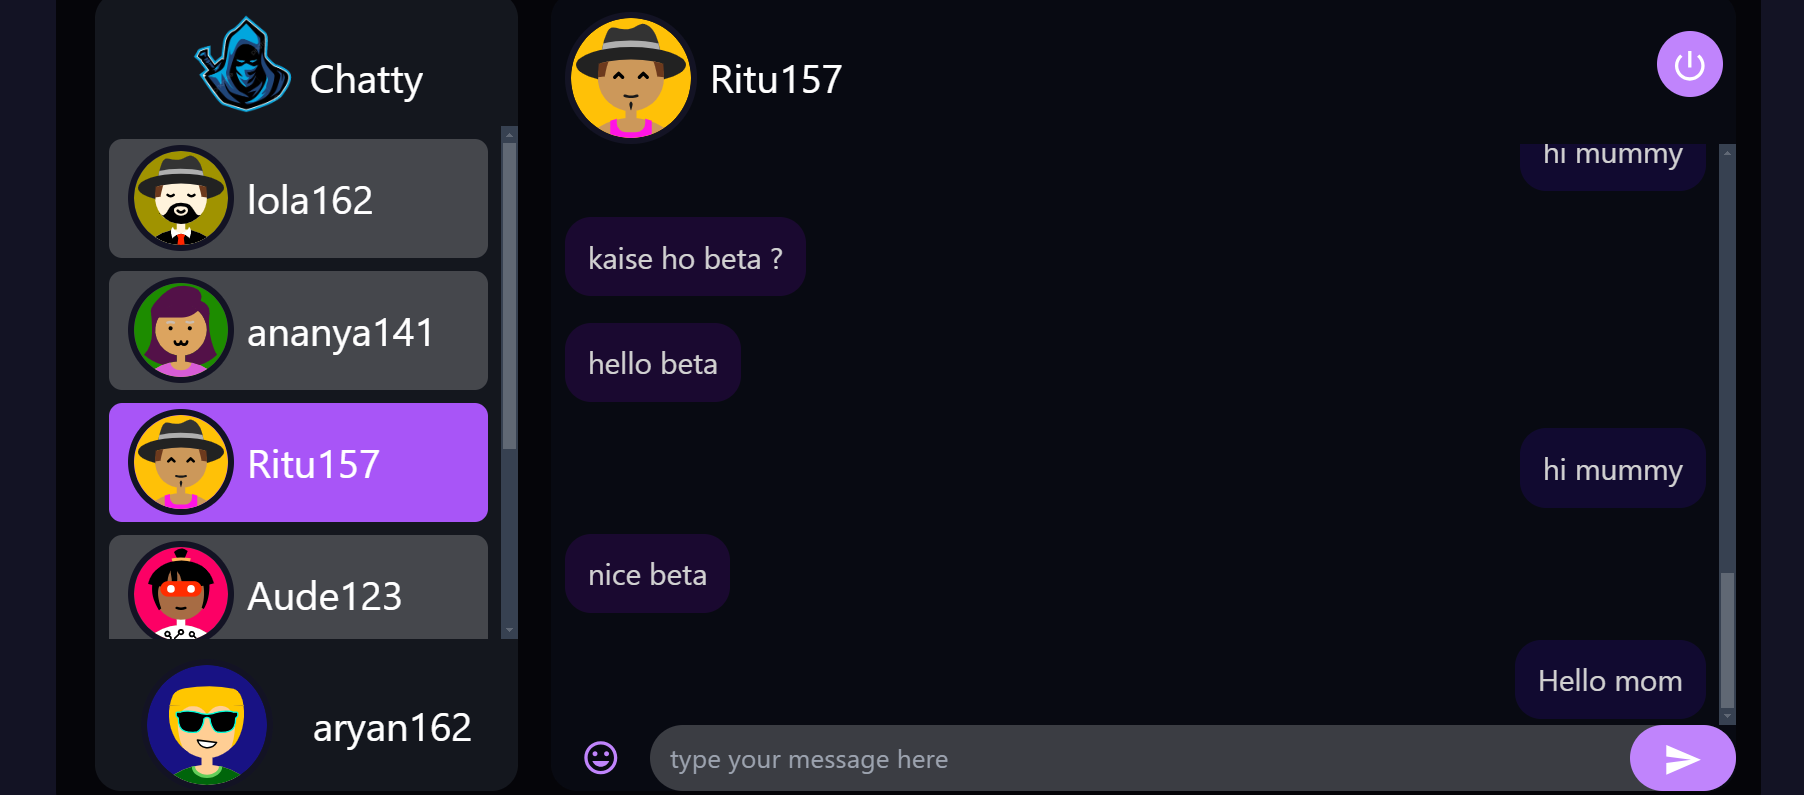 Chatty
lola162
ananya141
Ritu157
Aude123
aryan162
Ritu157
hi mummy
kaise ho beta ?
hello beta
hi mummy
nice beta
Hello mom
type your message here